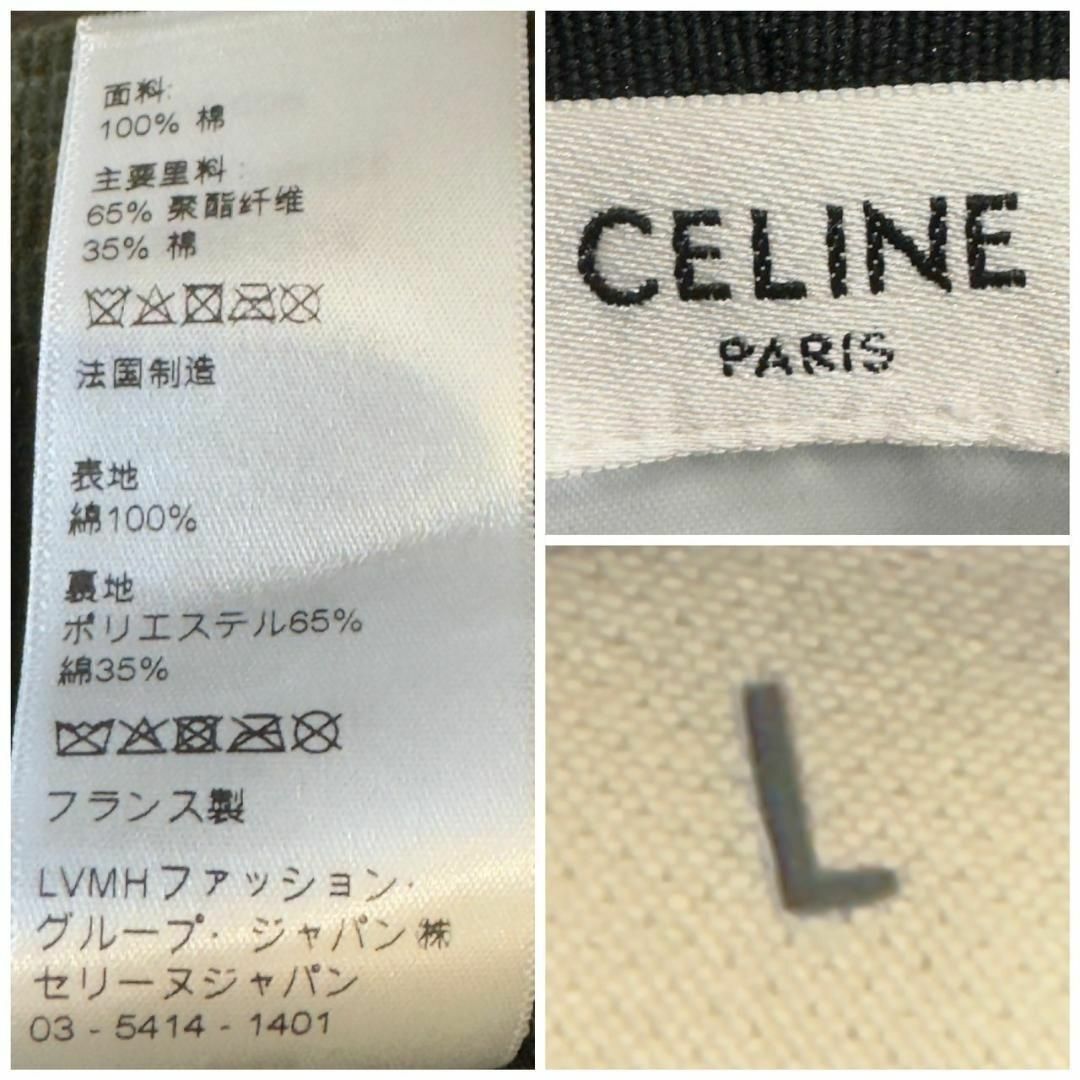 面料:
100% 棉
主要里料:
65% 聚酯纤维
35% 棉
法国制造
表地
綿100%
裏地
ポリエステル65%
綿35%
フランス製
LVMHファッション・
グループ・ジャパン㈱
セリーヌジャパン
03 - 5414 - 1401
CELINE
PARIS
L